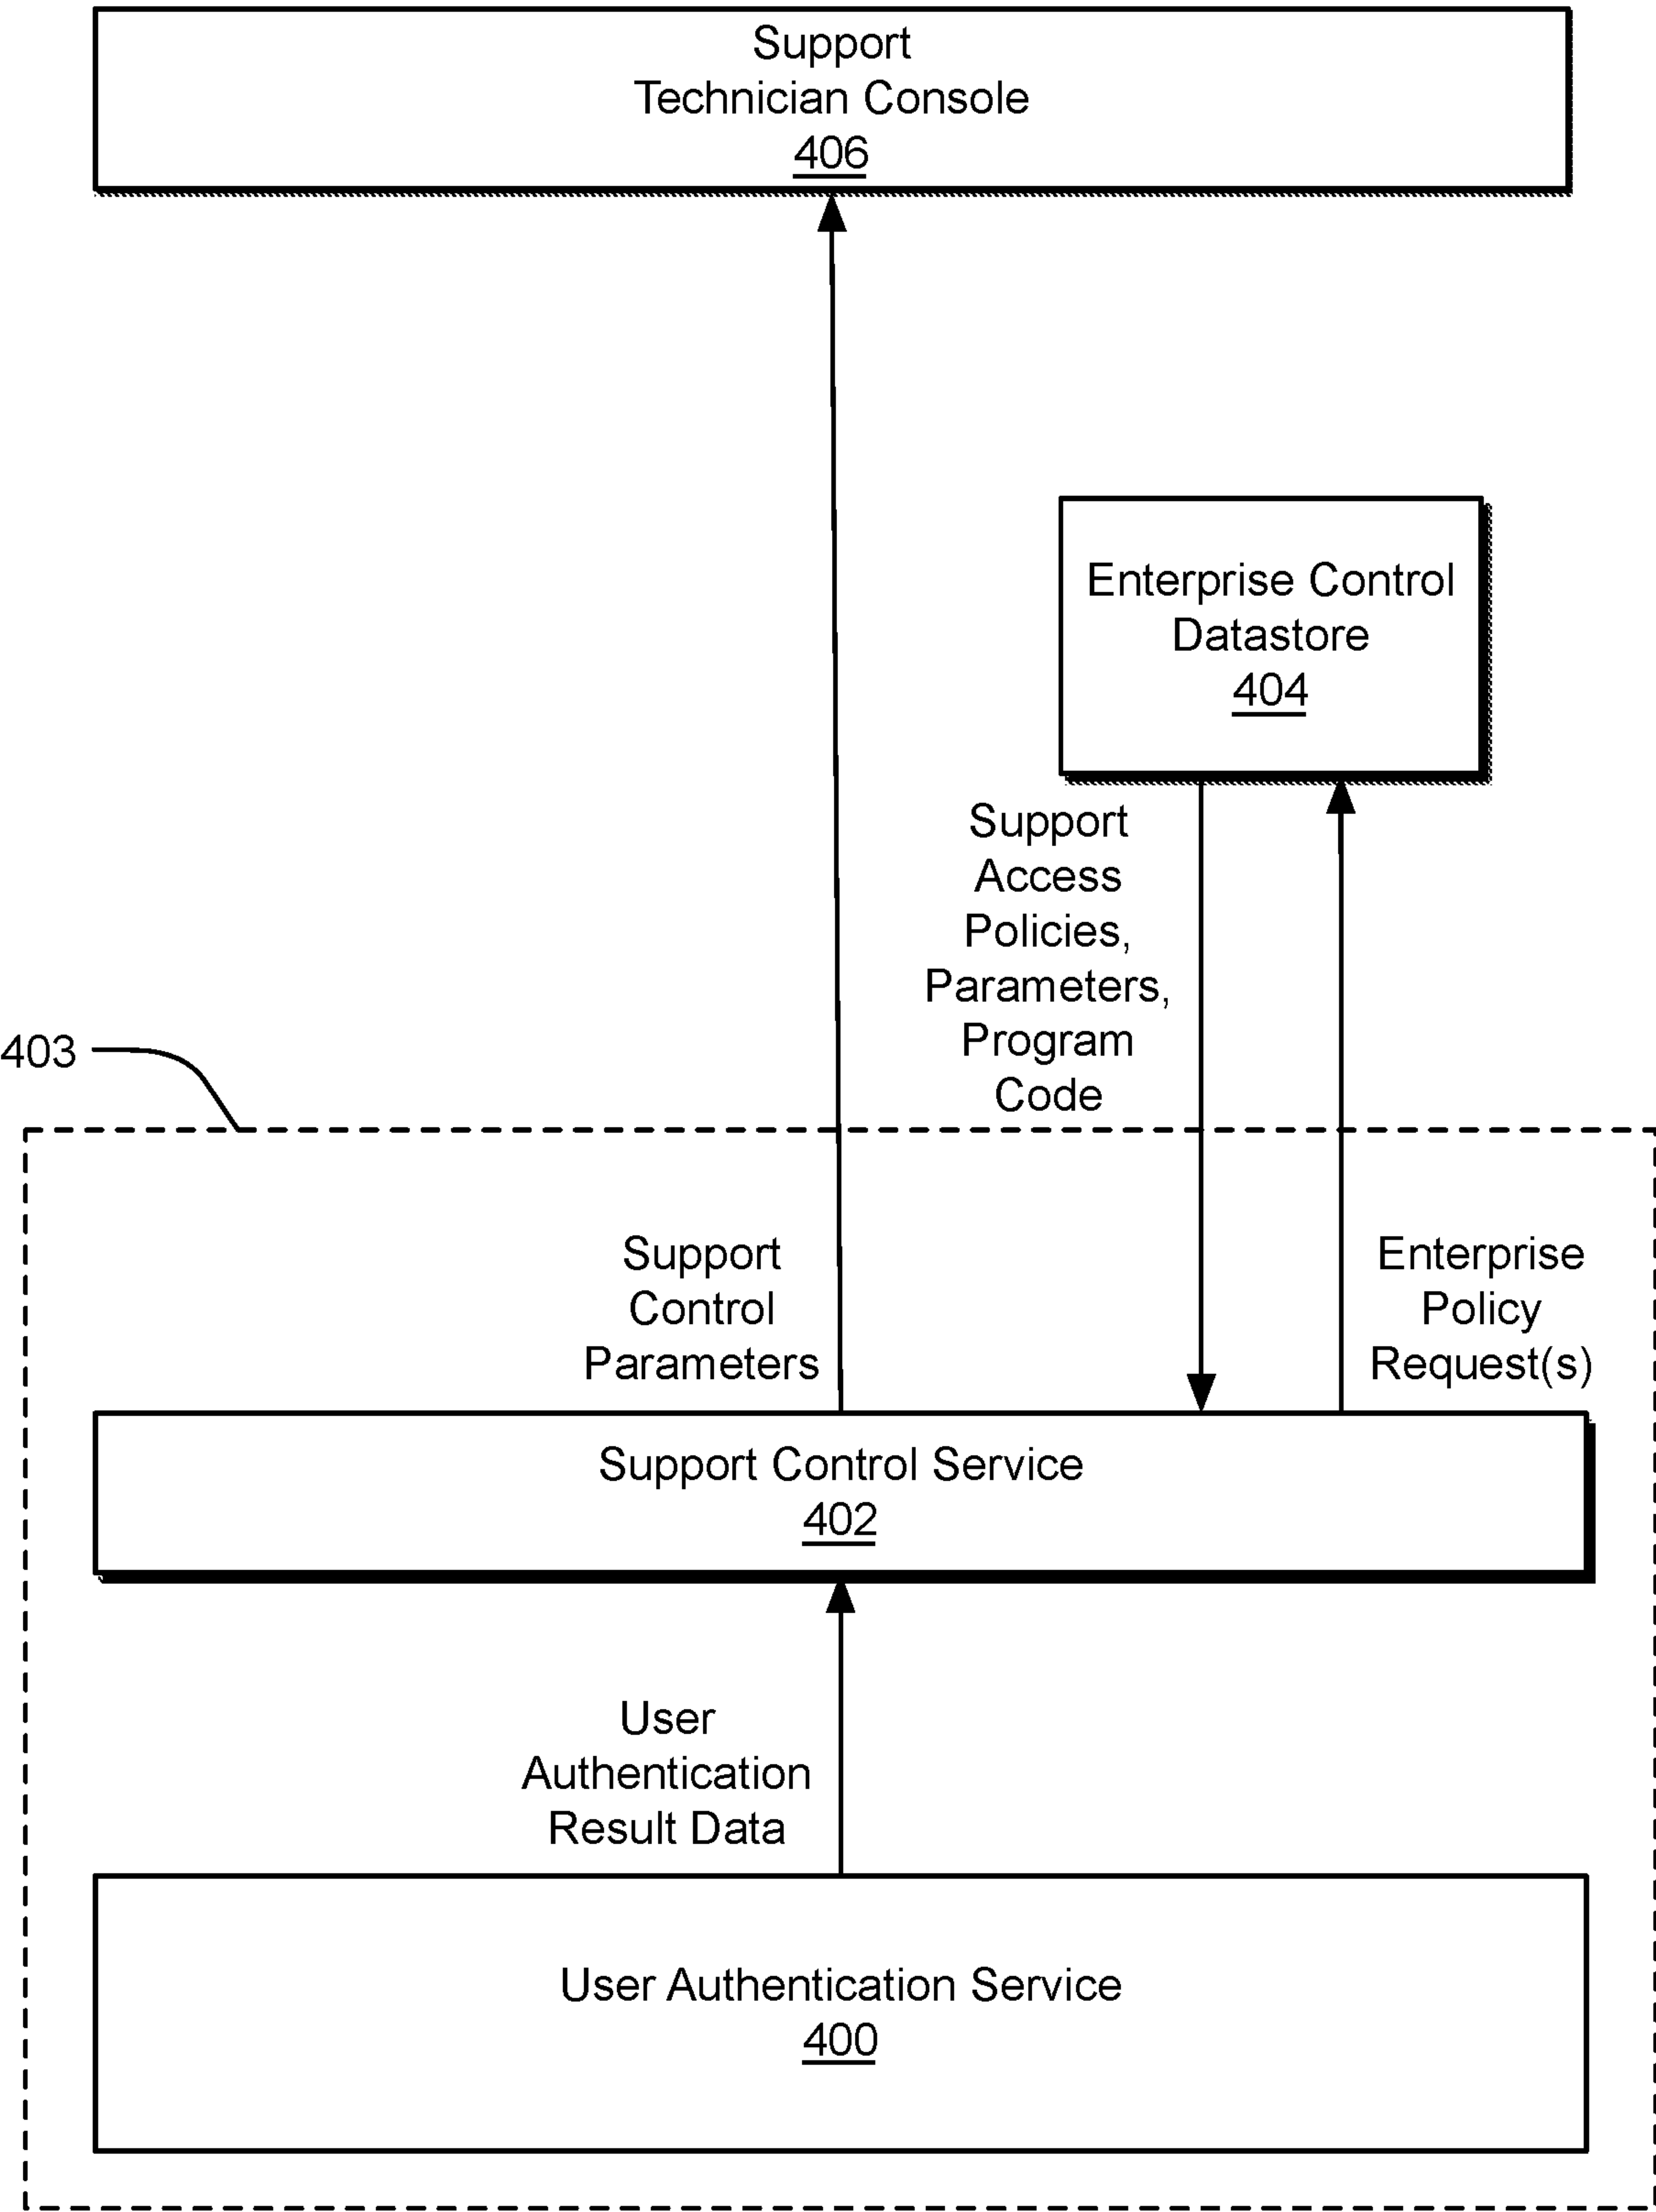 Support
Technician Console
406
Enterprise Control
Datastore
404
Support
Access
Policies,
Parameters,
Program
Code
403
Support
Control
Parameters
Enterprise
Policy
Request(s)
Support Control Service
402
User
Authentication
Result Data
User Authentication Service
400